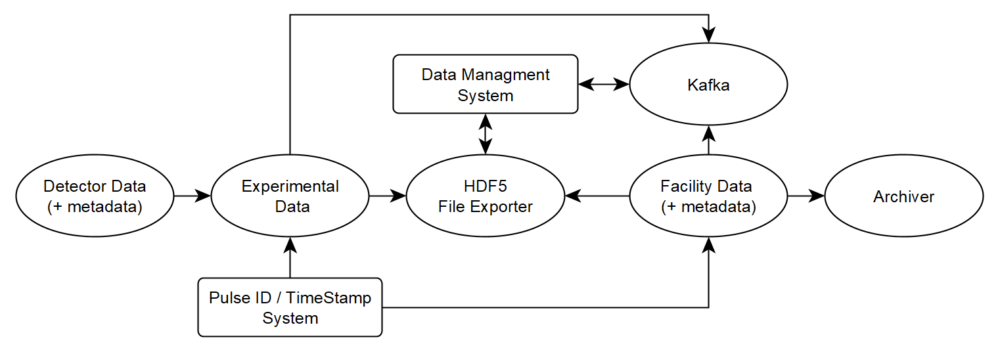 Data Managment
System
Kafka
Detector Data
(+ metadata)
Experimental
Data
HDF5
File Exporter
Facility Data
(+ metadata)
Archiver
Pulse ID / TimeStamp
System